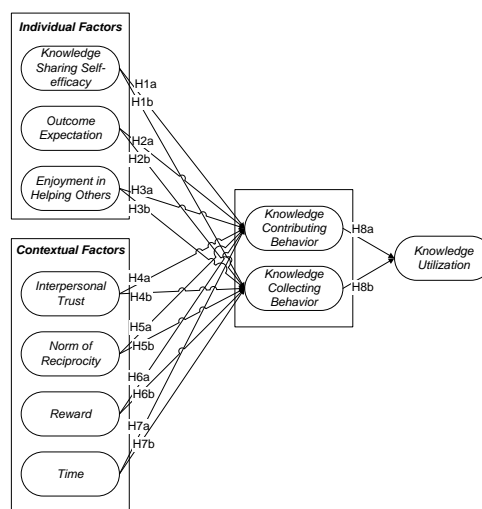 Individual Factors
Knowledge
Sharing Self-
efficacy
H1a
H1b
Outcome
Expectation
H2a
H2b
Enjoyment in
Helping Others
H3a
H3b
Contextual Factors
Interpersonal
Trust
H4a
H4b
Norm of
Reciprocity
H5a
H5b
Reward
H6a
H6b
Time
H7a
H7b
Knowledge
Contributing
Behavior
H8a
Knowledge
Collecting
Behavior
H8b
Knowledge
Utilization